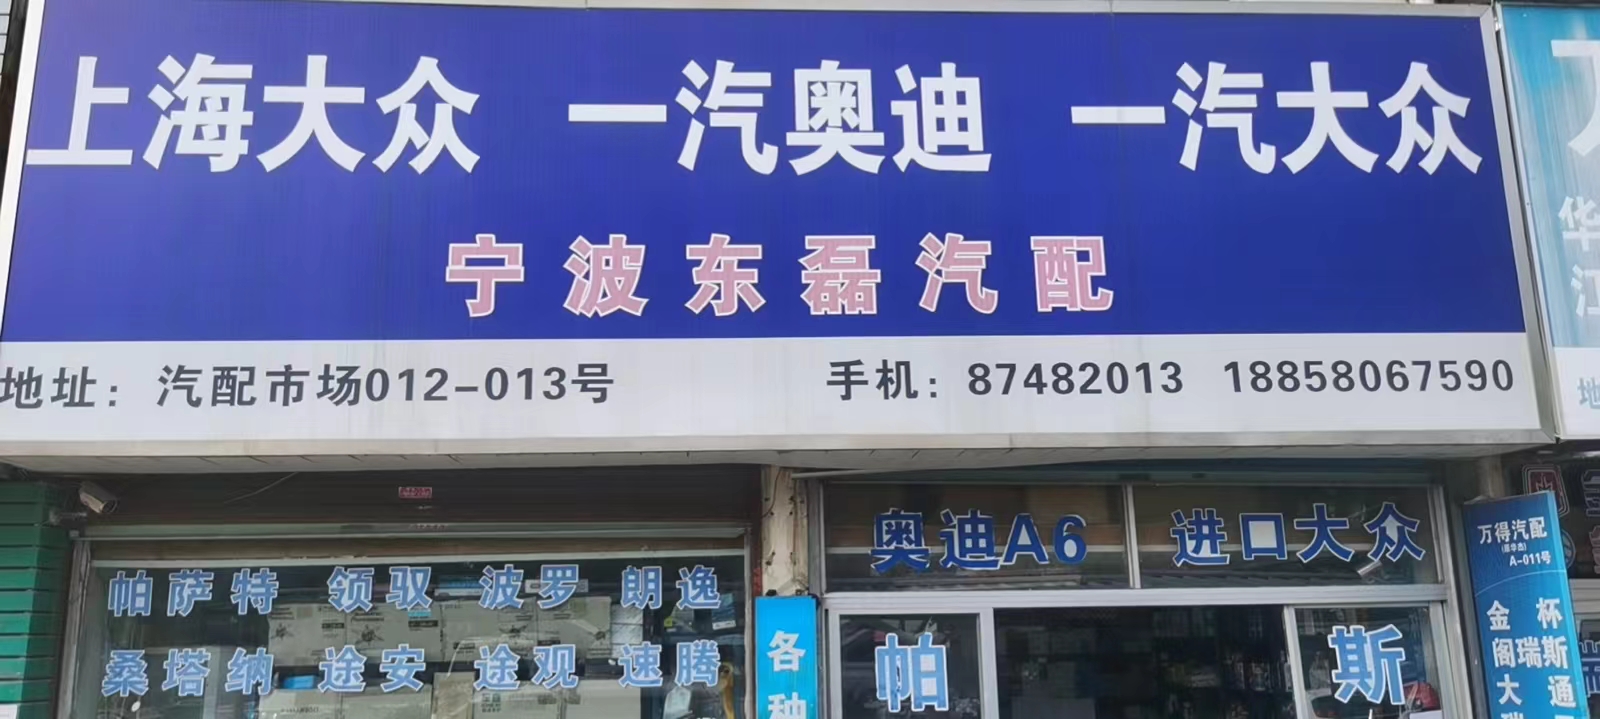 上海大众 一汽奥迪 一汽大众
宁波东磊汽配
地址：汽配市场012-013号 手机：87482013 18858067590
奥迪A6 进口大众
帕萨特 领驭 波罗 朗逸
桑塔纳 途安 途观 速腾
各种
帕 斯
万得汽配
A-011号
金杯
阁瑞斯
大通
华
江
地